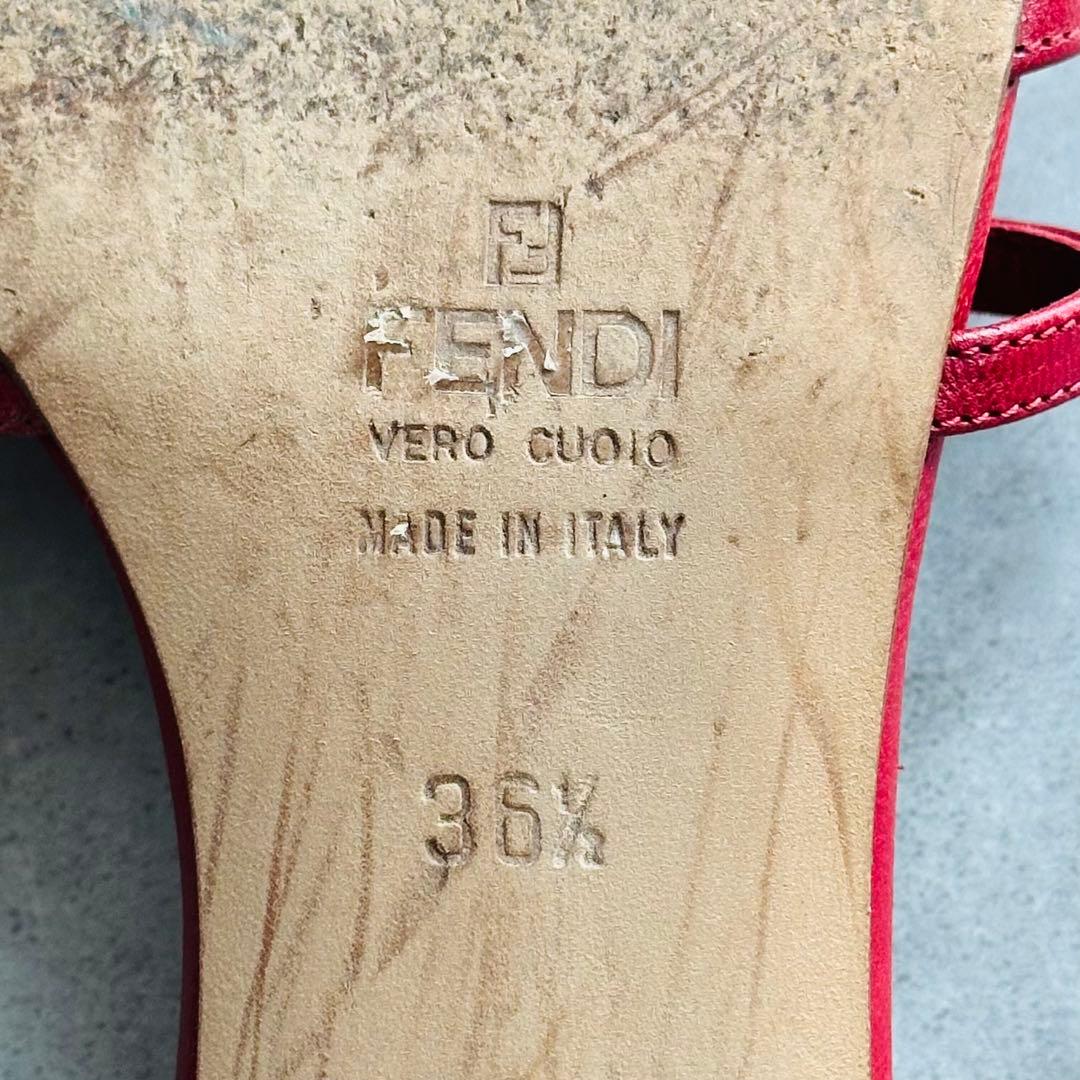 FENDI
VERO CUOIO
MADE IN ITALY
36½